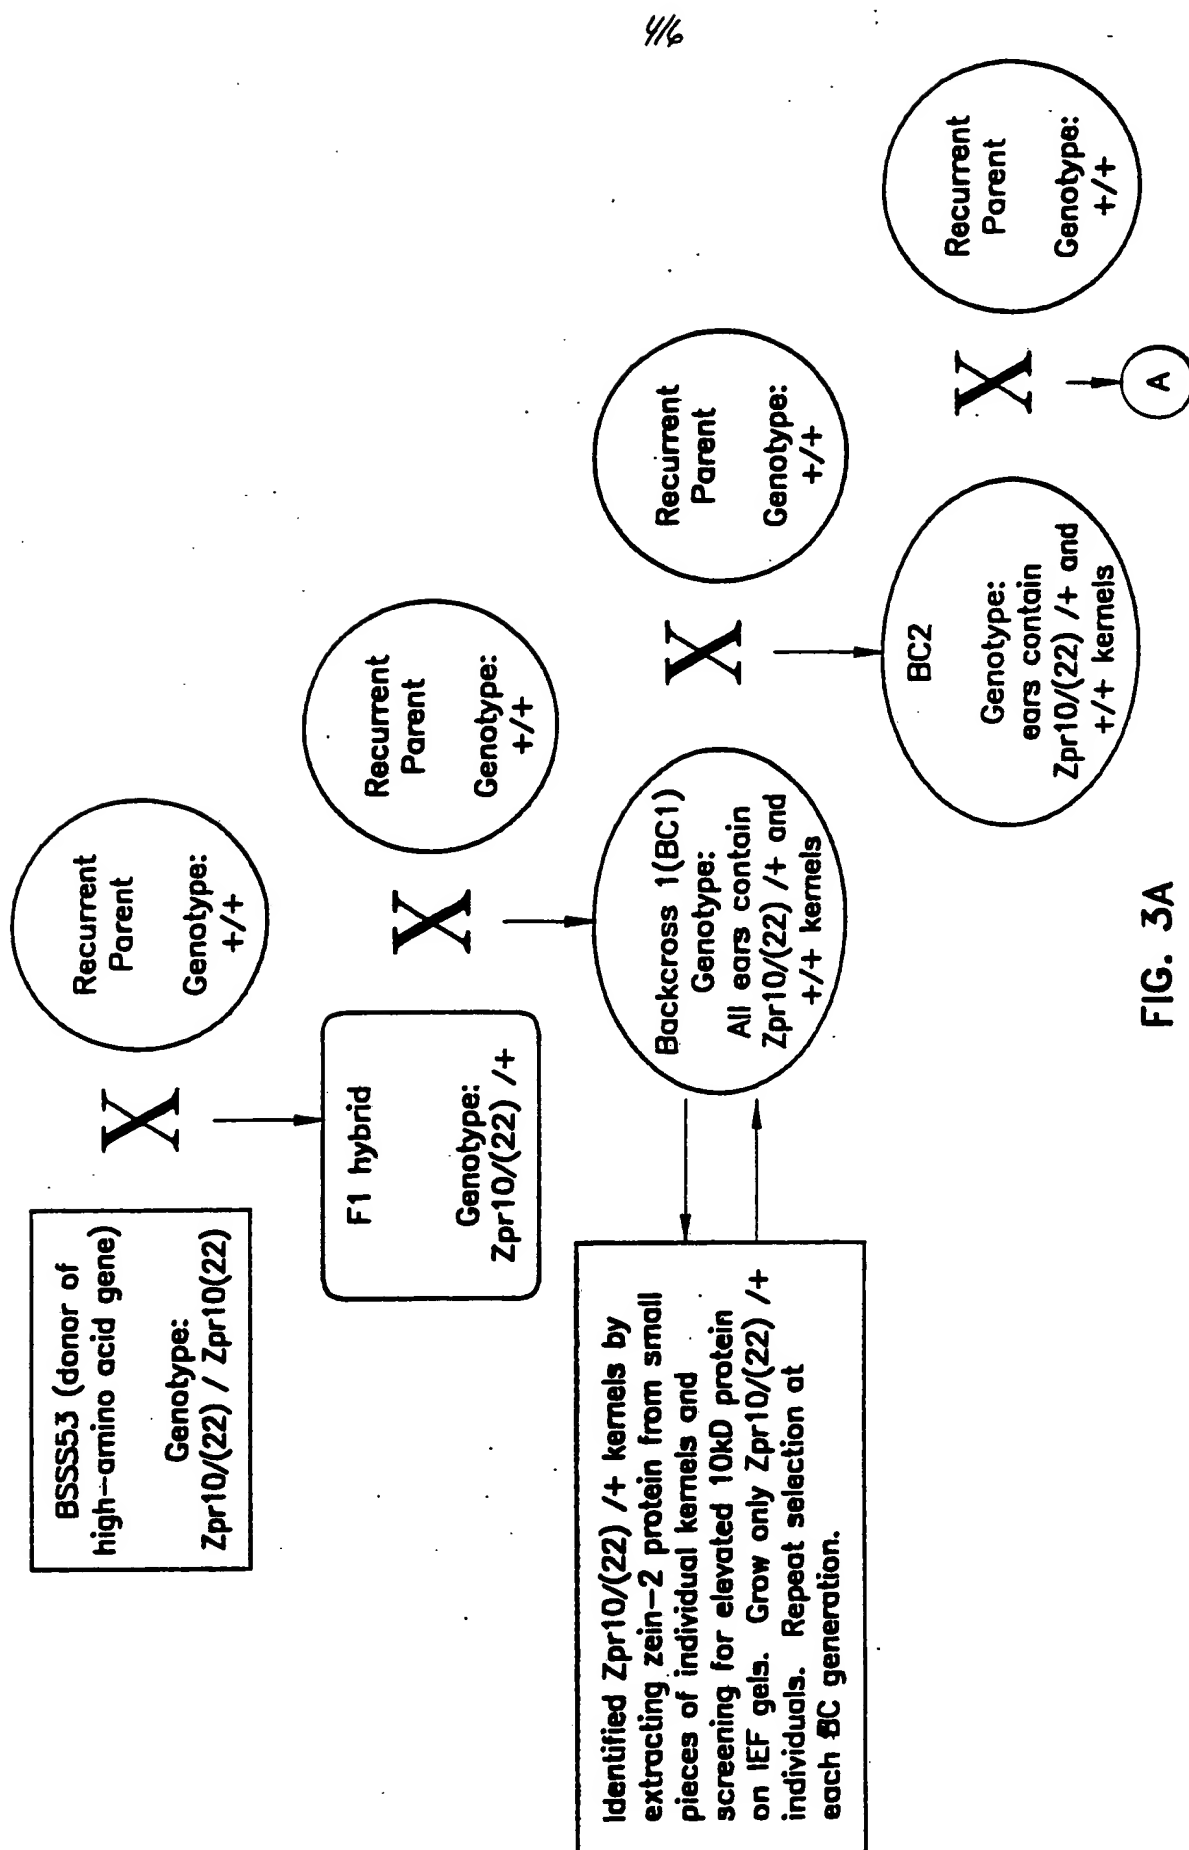 4/6
BSSS53 (donor of
high-amino acid gene)
Genotype:
Zpr10/(22) / Zpr10(22)
X
Recurrent
Parent
Genotype:
+/+
F1 hybrid
Genotype:
Zpr10/(22) /+
X
Recurrent
Parent
Genotype:
+/+
Identified Zpr10/(22) /+ kernels by
extracting zein-2 protein from small
pieces of individual kernels and
screening for elevated 10kD protein
on IEF gels. Grow only Zpr10/(22) /+
individuals. Repeat selection at
each BC generation.
Backcross 1(BC1)
Genotype:
All ears contain
Zpr10/(22) /+ and
+/+ kernels
X
Recurrent
Parent
Genotype:
+/+
BC2
Genotype:
ears contain
Zpr10/(22) /+ and
+/+ kernels
X
Recurrent
Parent
Genotype:
+/+
A
FIG. 3A